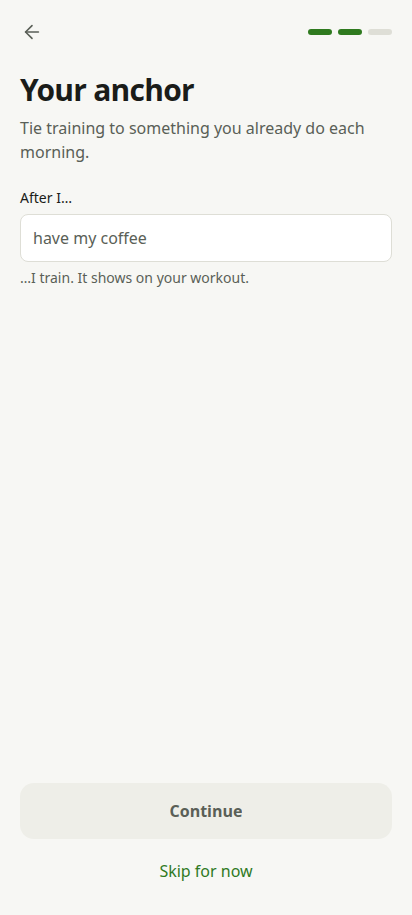 Your anchor
Tie training to something you already do each
morning.
After I...
have my coffee
...I train. It shows on your workout.
Continue
Skip for now